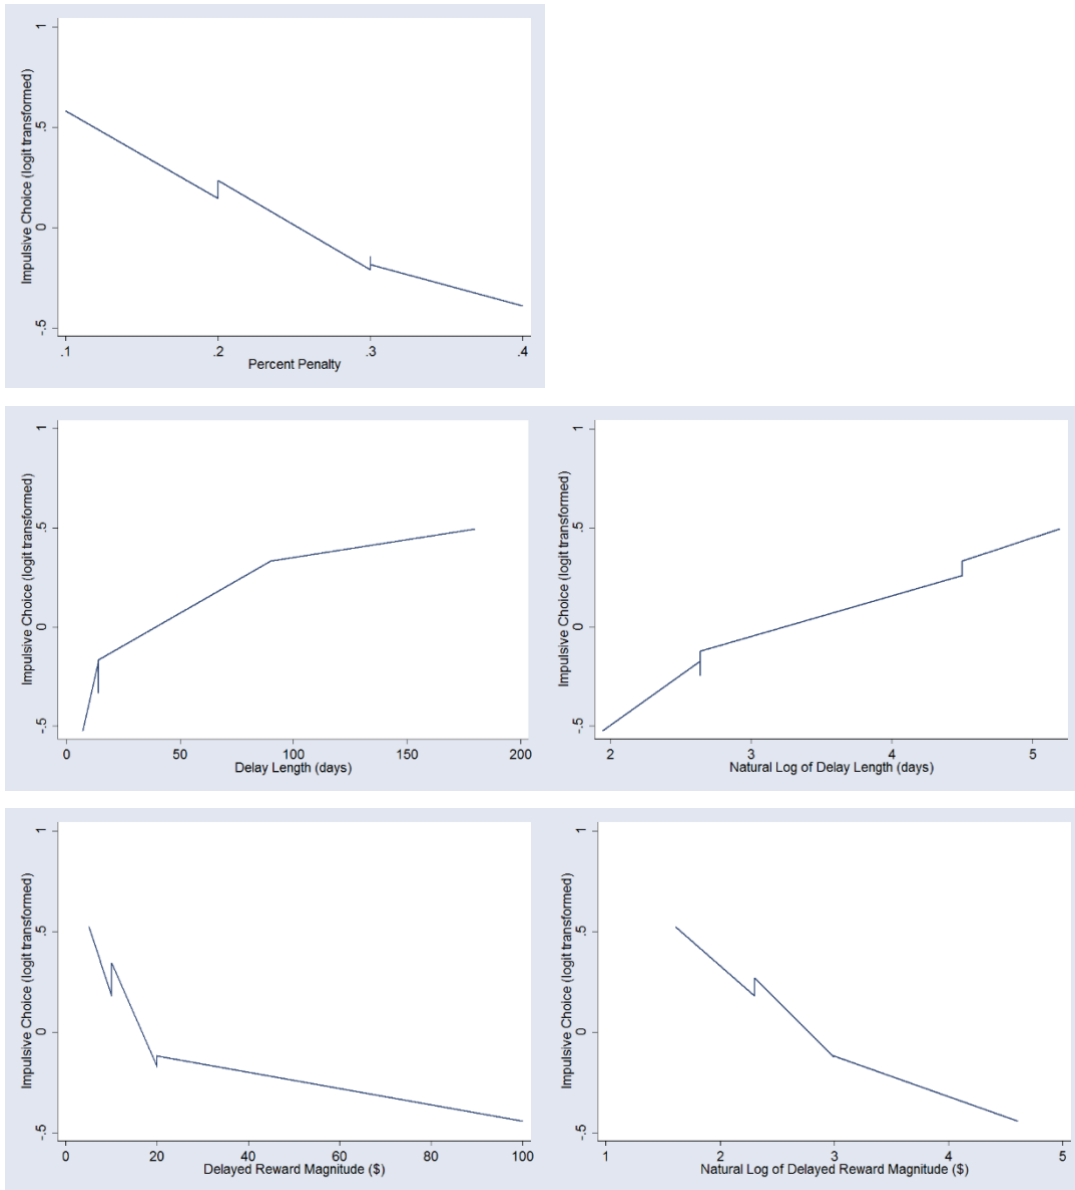 Impulsive Choice (logit transformed)
1
.5
0
-.5
.1 .2 .3 .4
Percent Penalty
Impulsive Choice (logit transformed)
1
.5
0
-.5
0 50 100 150 200
Delay Length (days)
Impulsive Choice (logit transformed)
1
.5
0
-.5
2 3 4 5
Natural Log of Delay Length (days)
Impulsive Choice (logit transformed)
1
.5
0
-.5
0 20 40 60 80 100
Delayed Reward Magnitude ($)
Impulsive Choice (logit transformed)
1
.5
0
-.5
1 2 3 4 5
Natural Log of Delayed Reward Magnitude ($)